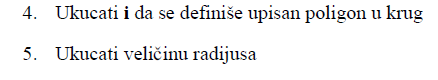 4. Ukucati i da se definiše upisan poligon u krug
5. Ukucati veličinu radijusa